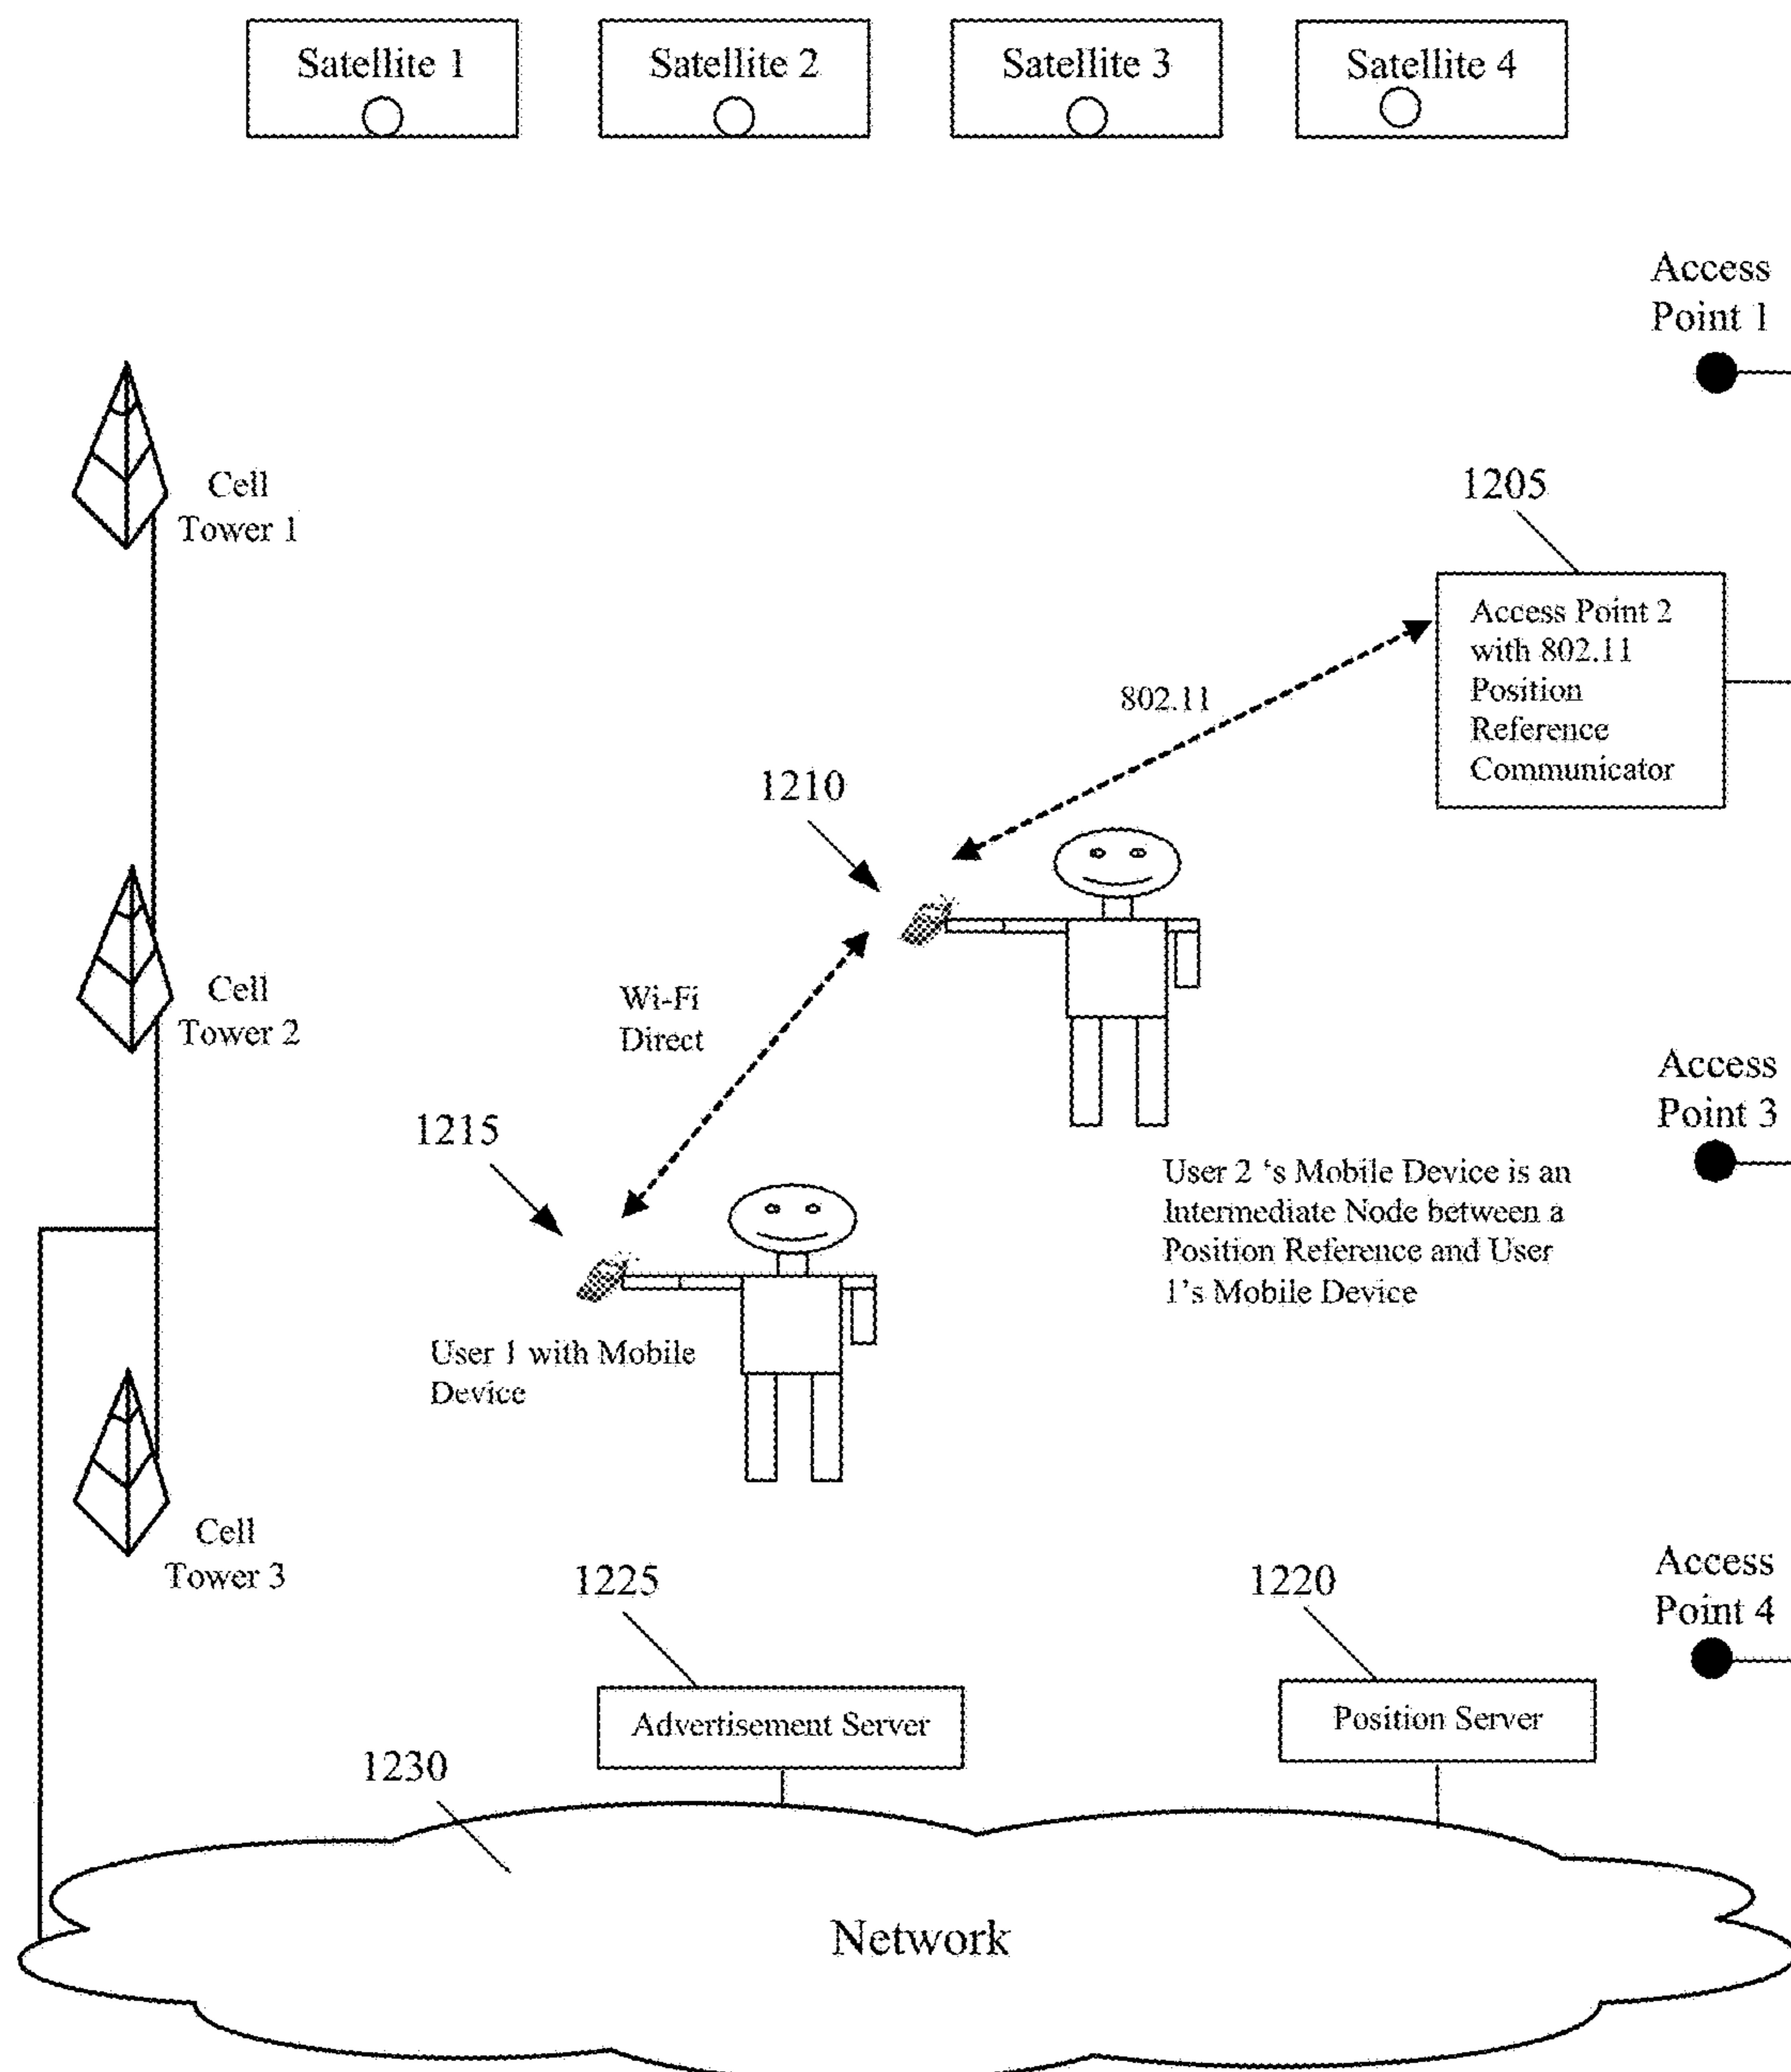 Satellite 1
Satellite 2
Satellite 3
Satellite 4
Access
Point 1
Cell
Tower 1
1205
Access Point 2
with 802.11
Position
Reference
Communicator
802.11
1210
Cell
Tower 2
Wi-Fi
Direct
Access
Point 3
1215
User 2 ‘s Mobile Device is an
Intermediate Node between a
Position Reference and User
1’s Mobile Device
User 1 with Mobile
Device
Cell
Tower 3
1225
1220
Access
Point 4
Advertisement Server
Position Server
1230
Network